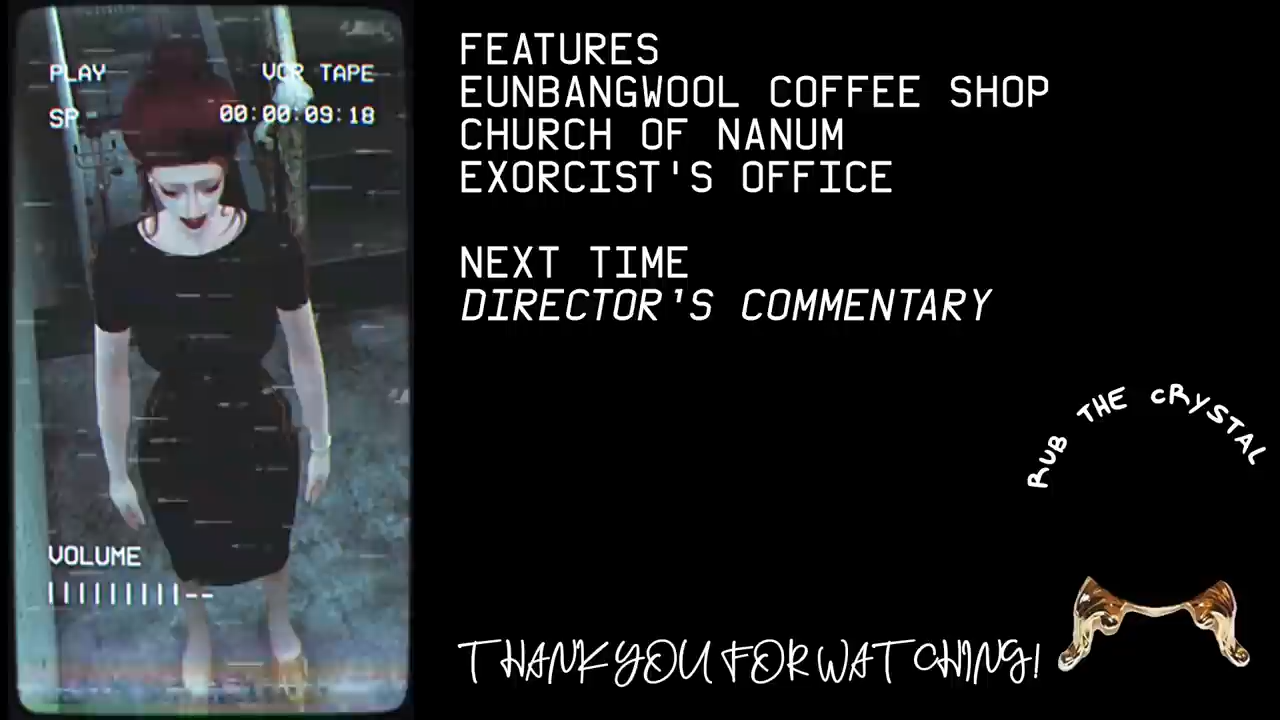 PLAY
VCR TAPE
SP
00:00:09:18
VOLUME
FEATURES
EUNBANGWOOL COFFEE SHOP
CHURCH OF NANUM
EXORCIST'S OFFICE
NEXT TIME
DIRECTOR'S COMMENTARY
RUB THE CRYSTAL
THANK YOU FOR WATCHING!